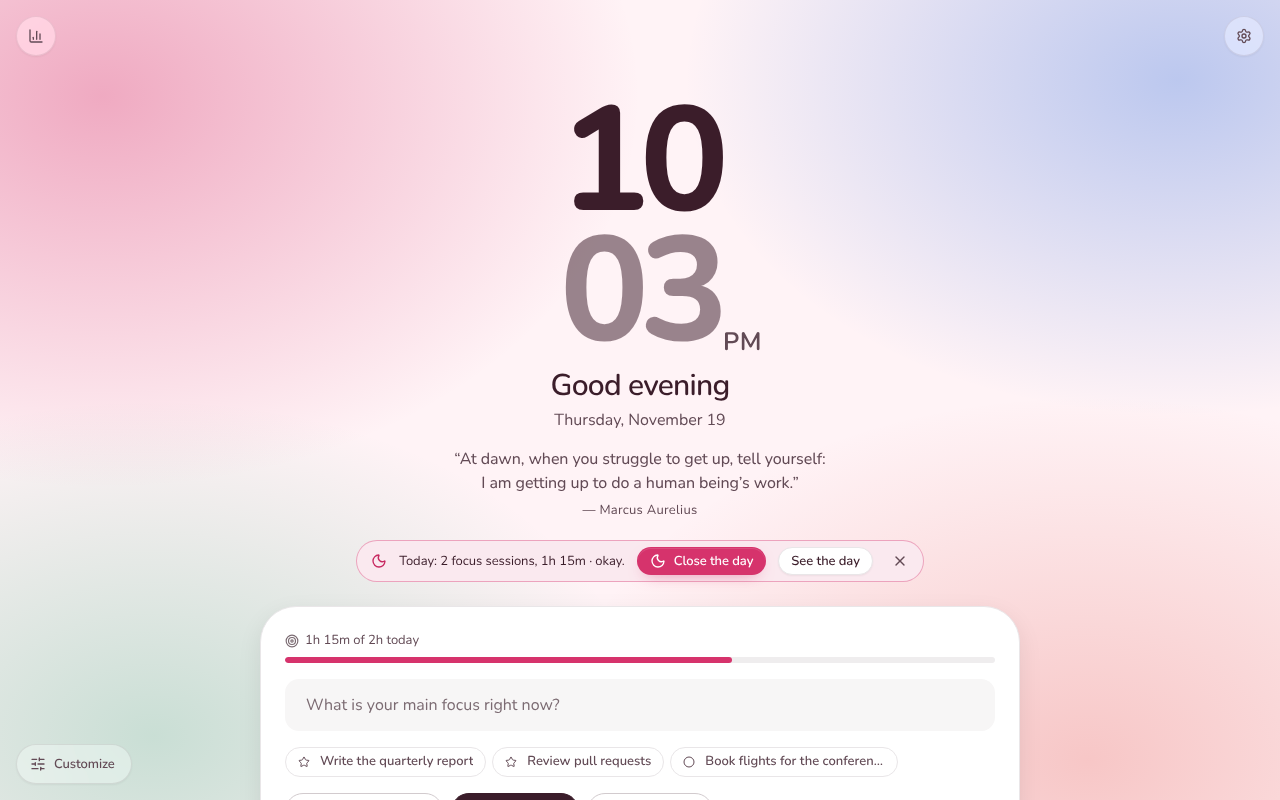 10
03
PM
Good evening
Thursday, November 19
“At dawn, when you struggle to get up, tell yourself:
I am getting up to do a human being’s work.”
— Marcus Aurelius
Today: 2 focus sessions, 1h 15m · okay.
Close the day
See the day
1h 15m of 2h today
What is your main focus right now?
Write the quarterly report
Review pull requests
Book flights for the conferen...
Customize